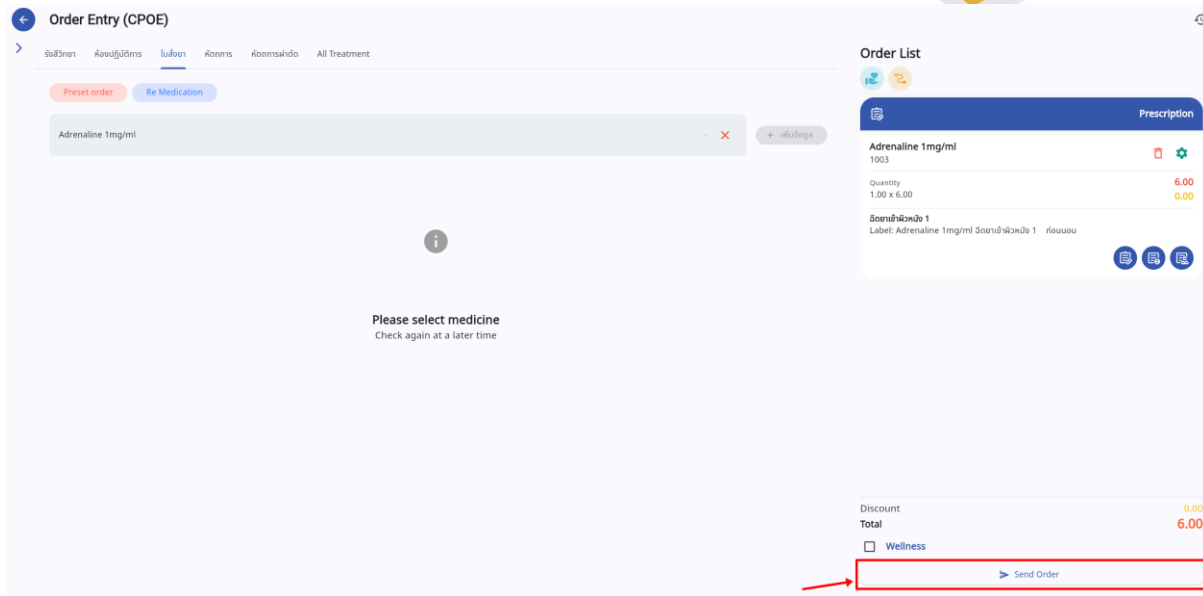 Order Entry (CPOE)
รังสีวิทยา ห้องปฏิบัติการ ใบสั่งยา หัตถการ หัตถการผ่าตัด All Treatment
Preset order Re Medication
Adrenaline 1mg/ml
+ เพิ่มข้อมูล
Please select medicine
Check again at a later time
Order List
Prescription
Adrenaline 1mg/ml
1003
Quantity 6.00
1.00 x 6.00 0.00
ฉีดยาเข้าผิวหนัง 1
Label: Adrenaline 1mg/ml ฉีดยาเข้าผิวหนัง 1 ก่อนนอน
Discount 0.00
Total 6.00
Wellness
Send Order